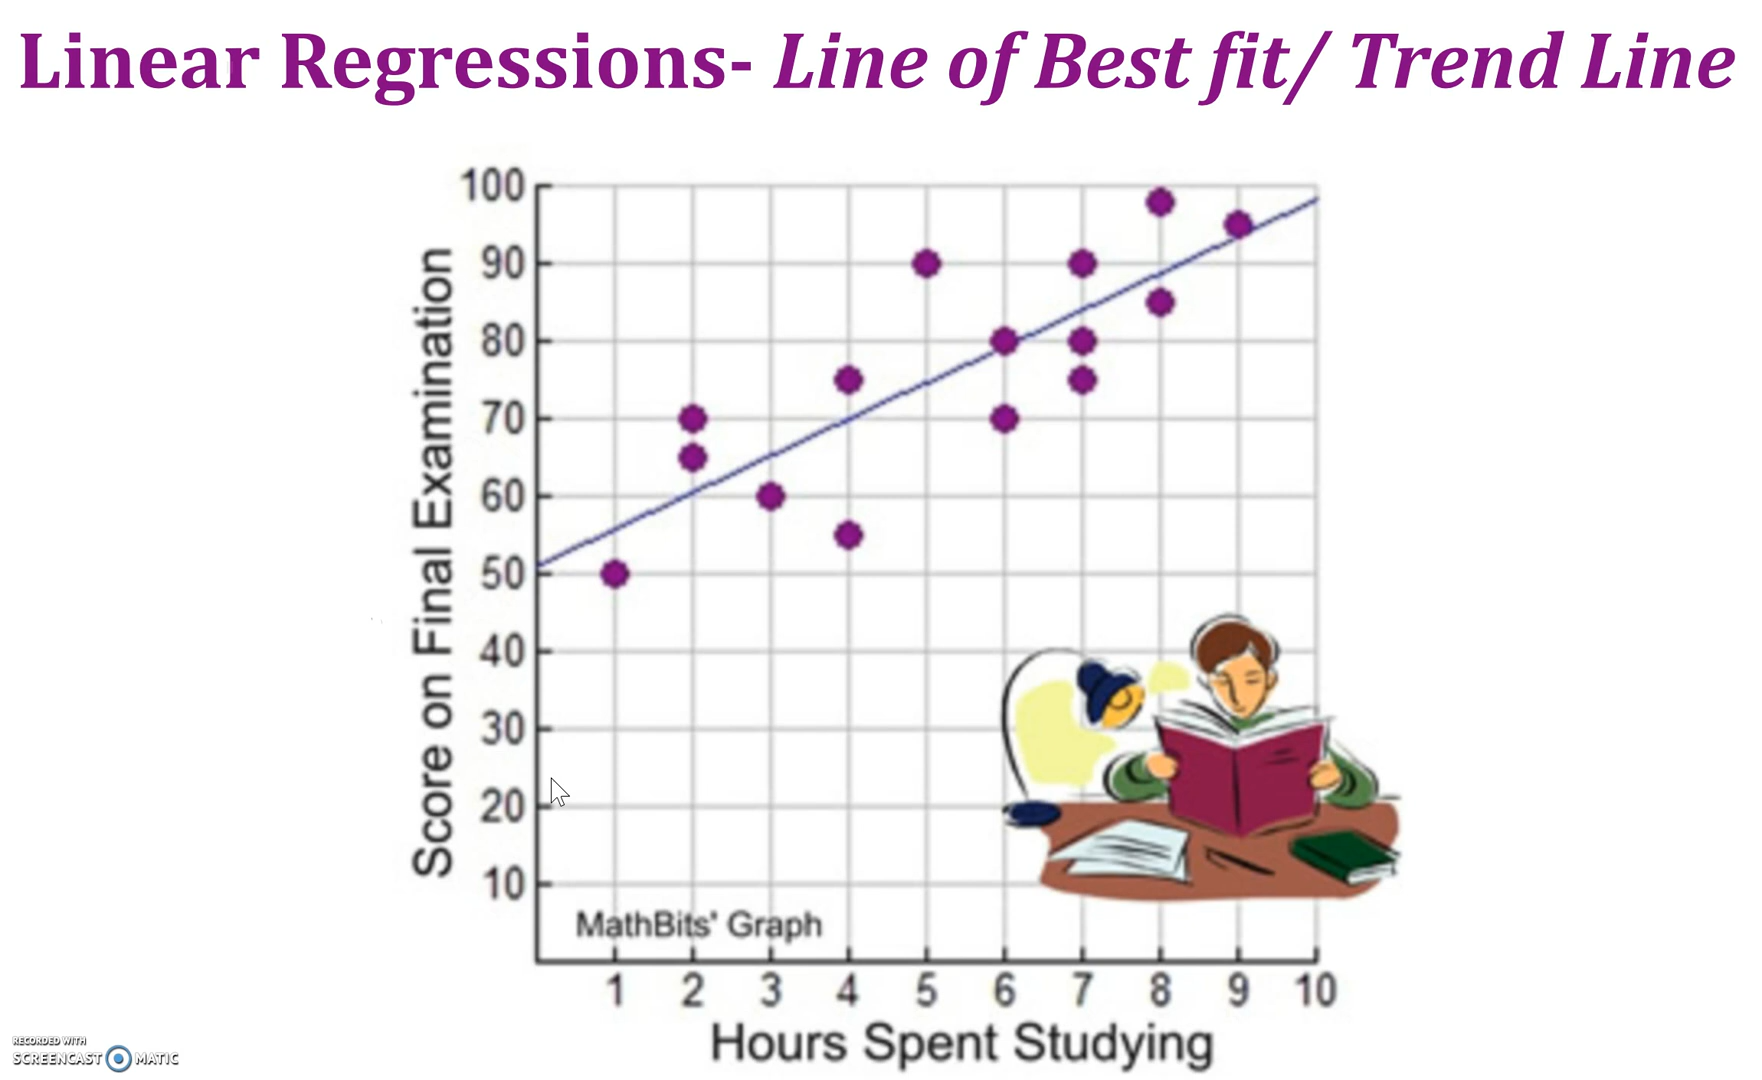 Linear Regressions- Line of Best fit/ Trend Line
100
90
80
70
60
50
40
30
20
10
Score on Final Examination
MathBits' Graph
1 2 3 4 5 6 7 8 9 10
Hours Spent Studying
RECORDED WITH
SCREENCAST MATIC